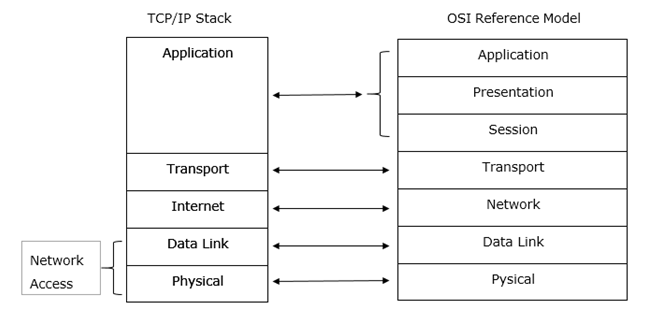 TCP/IP Stack
OSI Reference Model
Application
Application
Presentation
Session
Transport
Transport
Internet
Network
Data Link
Data Link
Network
Access
Physical
Pysical